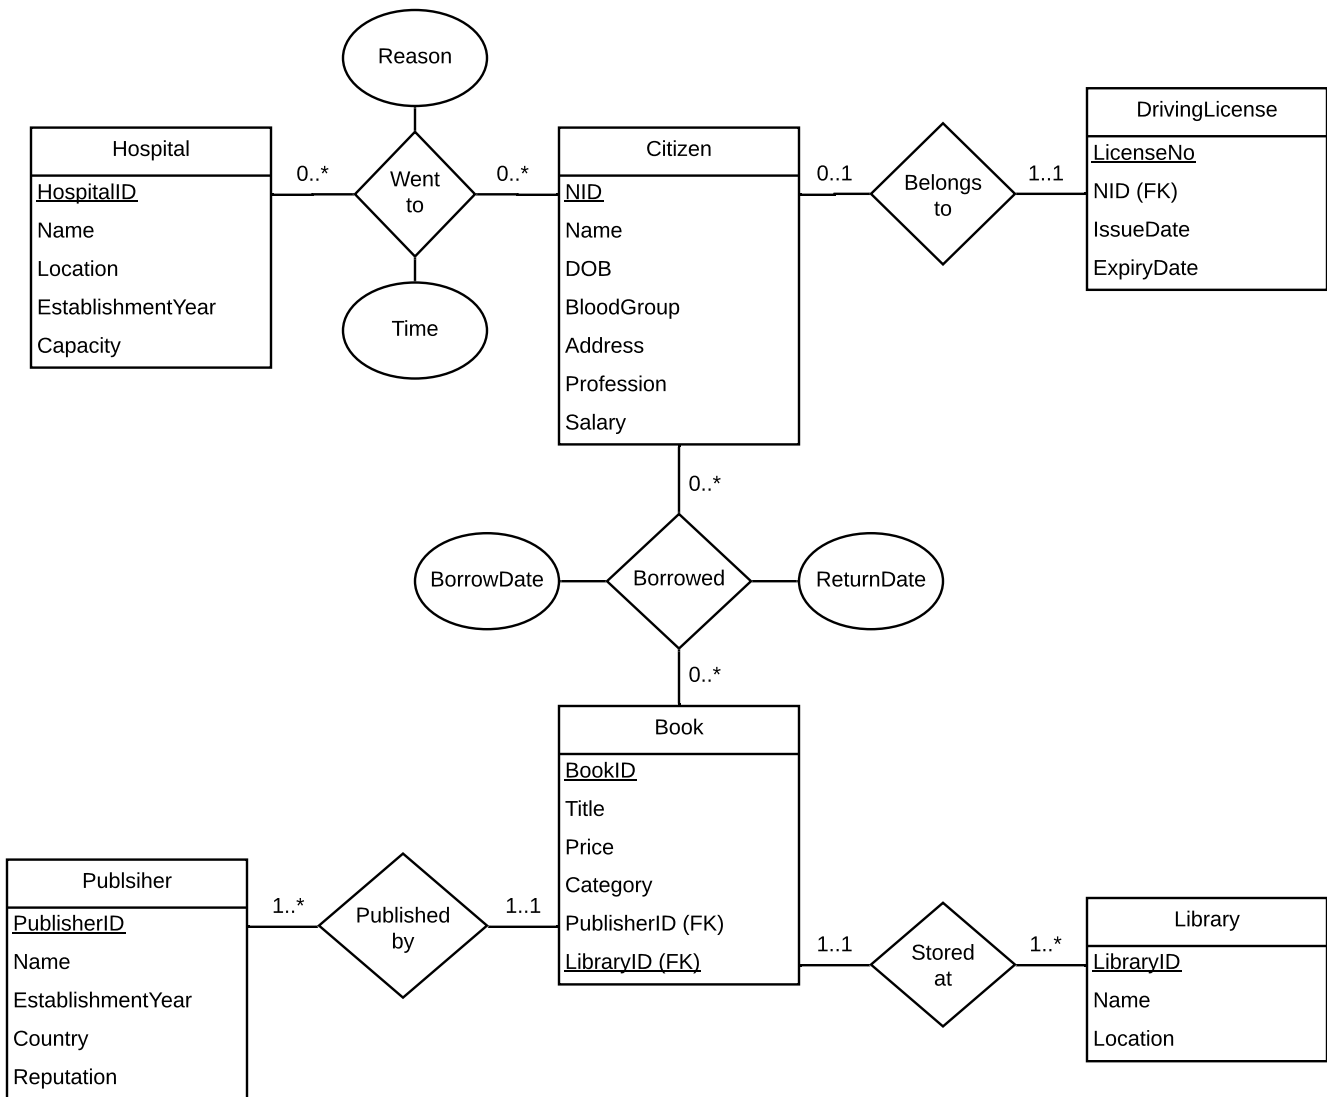 Reason
Hospital
HospitalID
Name
Location
EstablishmentYear
Capacity
0..*
Went
to
0..*
Time
Citizen
NID
Name
DOB
BloodGroup
Address
Profession
Salary
0..1
Belongs
to
1..1
DrivingLicense
LicenseNo
NID (FK)
IssueDate
ExpiryDate
0..*
BorrowDate
Borrowed
ReturnDate
0..*
Book
BookID
Title
Price
Category
PublisherID (FK)
LibraryID (FK)
Publsiher
PublisherID
Name
EstablishmentYear
Country
Reputation
1..*
Published
by
1..1
1..1
Stored
at
1..*
Library
LibraryID
Name
Location